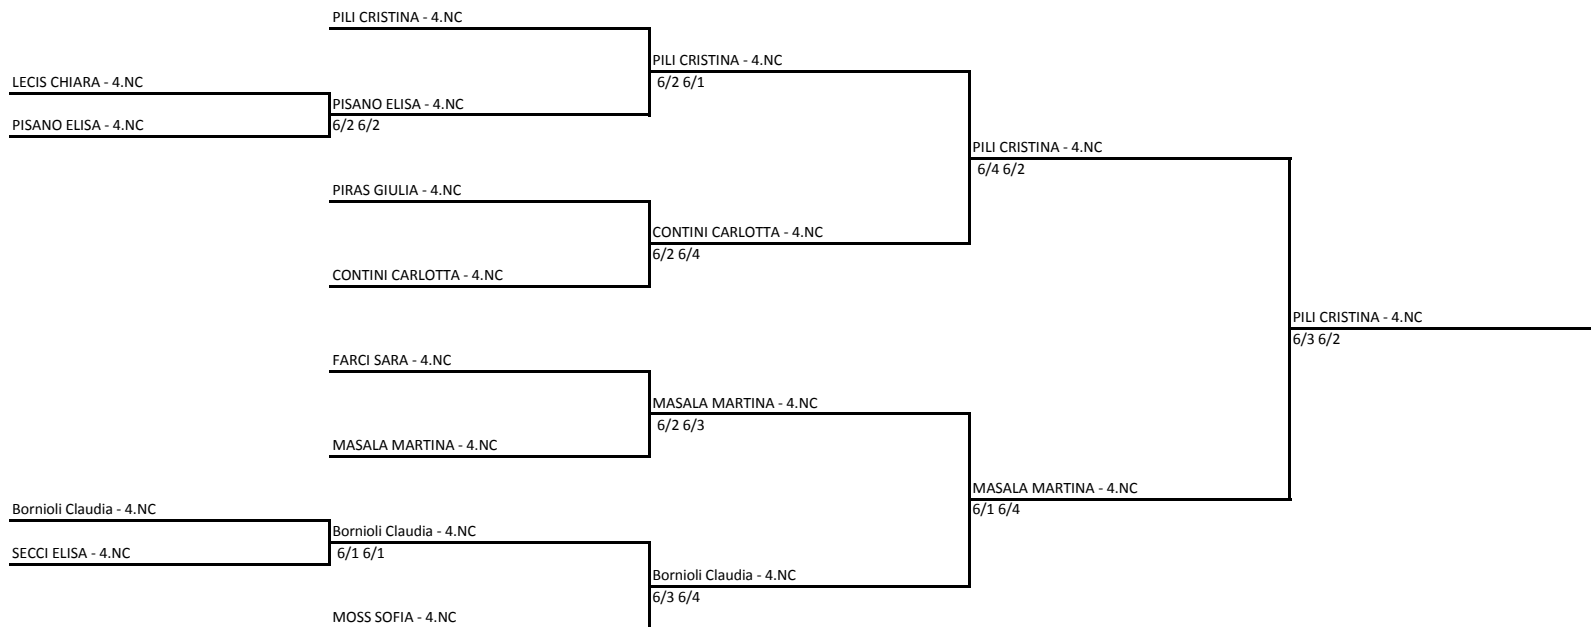 PILI CRISTINA - 4.NC
PILI CRISTINA - 4.NC
LECIS CHIARA - 4.NC
6/2 6/1
PISANO ELISA - 4.NC
PISANO ELISA - 4.NC
6/2 6/2
PILI CRISTINA - 4.NC
6/4 6/2
PIRAS GIULIA - 4.NC
CONTINI CARLOTTA - 4.NC
6/2 6/4
CONTINI CARLOTTA - 4.NC
PILI CRISTINA - 4.NC
6/3 6/2
FARCI SARA - 4.NC
MASALA MARTINA - 4.NC
6/2 6/3
MASALA MARTINA - 4.NC
MASALA MARTINA - 4.NC
6/1 6/4
Bornioli Claudia - 4.NC
Bornioli Claudia - 4.NC
SECCI ELISA - 4.NC
6/1 6/1
Bornioli Claudia - 4.NC
6/3 6/4
MOSS SOFIA - 4.NC